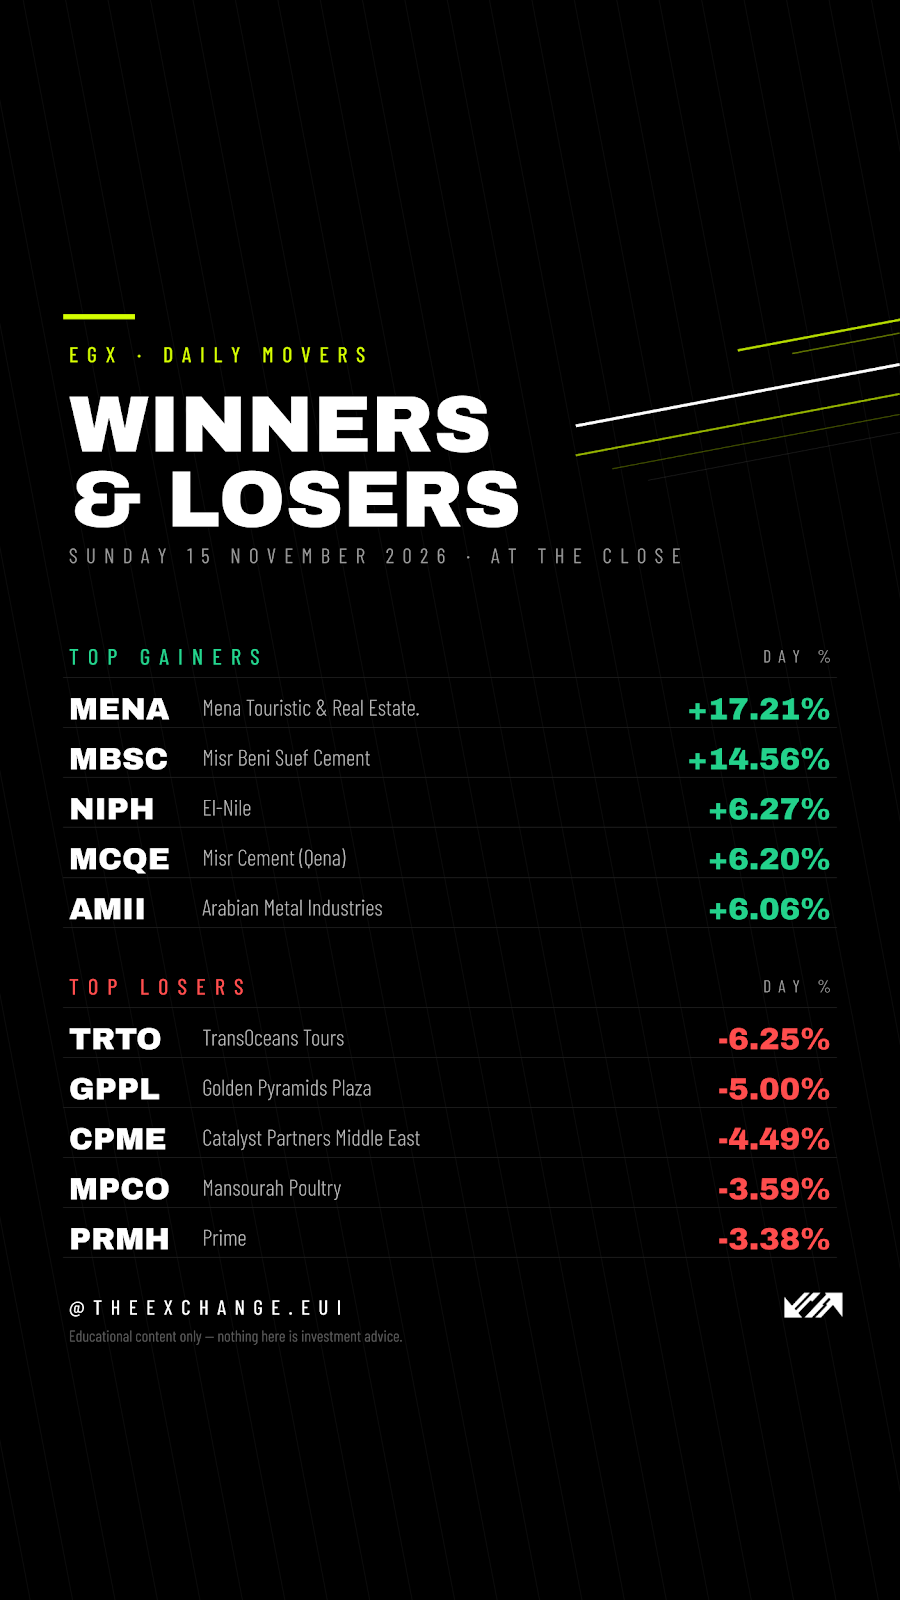 EGX · DAILY MOVERS
WINNERS
& LOSERS
SUNDAY 15 NOVEMBER 2026 · AT THE CLOSE
TOP GAINERS DAY %
MENA Mena Touristic & Real Estate. +17.21%
MBSC Misr Beni Suef Cement +14.56%
NIPH El-Nile +6.27%
MCQE Misr Cement (Qena) +6.20%
AMII Arabian Metal Industries +6.06%
TOP LOSERS DAY %
TRTO TransOceans Tours -6.25%
GPPL Golden Pyramids Plaza -5.00%
CPME Catalyst Partners Middle East -4.49%
MPCO Mansourah Poultry -3.59%
PRMH Prime -3.38%
@THEEXCHANGE.EUI
Educational content only — nothing here is investment advice.